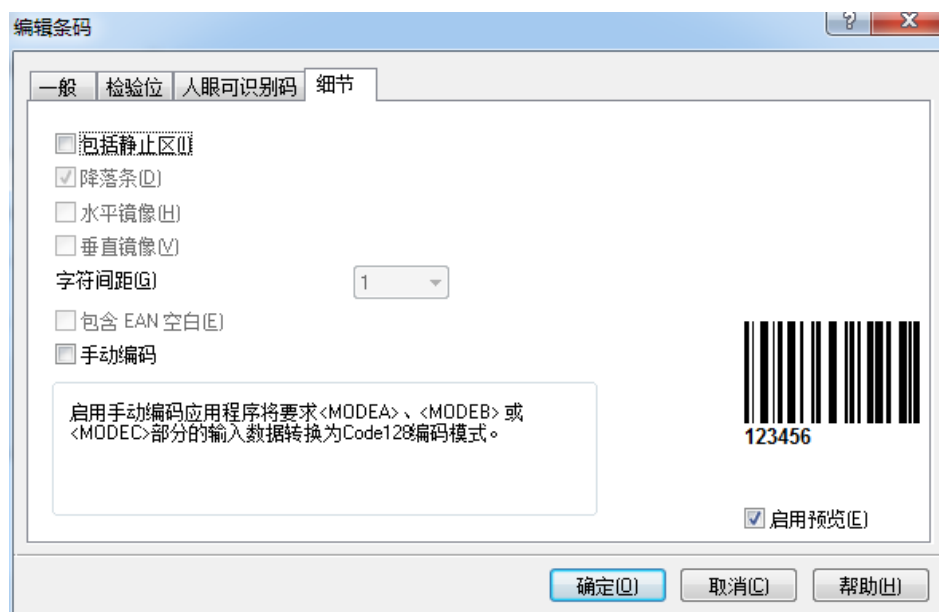 编辑条码
一般 检验位 人眼可识别码 细节
包括静止区(I)
降落条(D)
水平镜像(H)
垂直镜像(V)
字符间距(G) 1
包含 EAN 空白(E)
手动编码
启用手动编码应用程序将要求<MODEA>、<MODEB> 或
<MODEC>部分的输入数据转换为Code128编码模式。
123456
启用预览(E)
确定(O) 取消(C) 帮助(H)